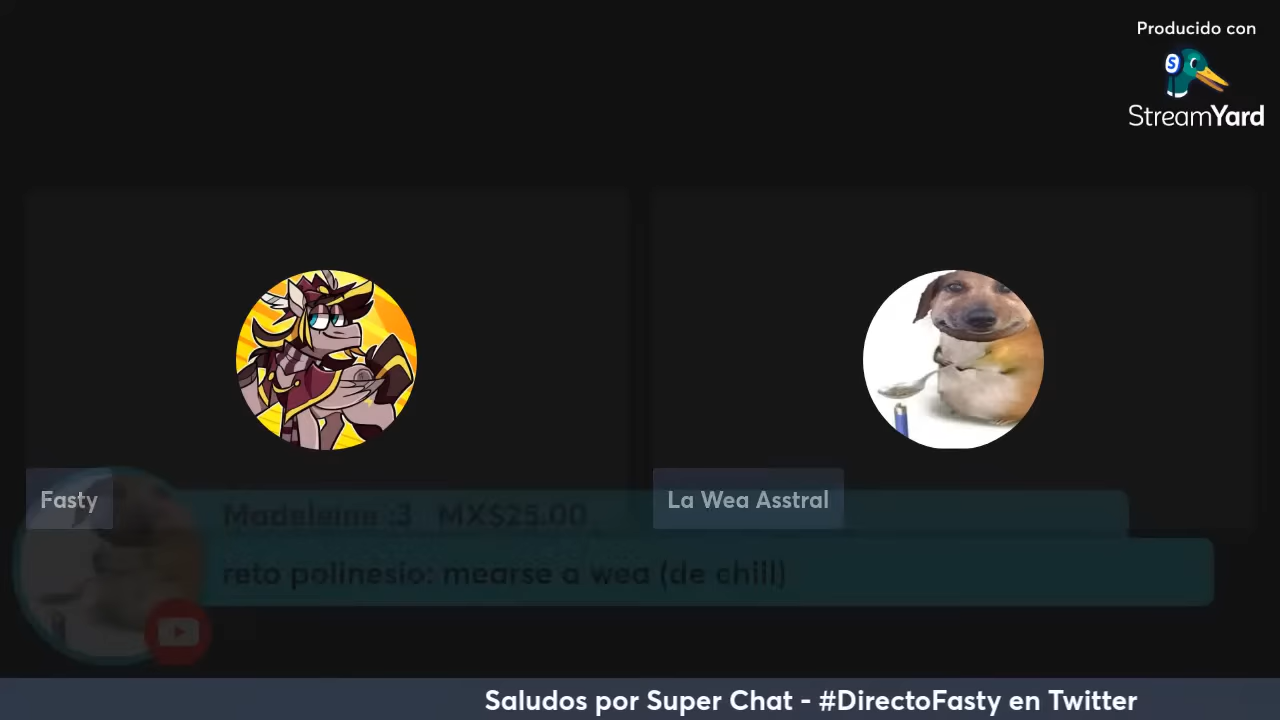 Producido con
StreamYard
Fasty
La Wea Asstral
Madeleine :3 MX$25.00
reto polinesio: mearse a wea (de chill)
Saludos por Super Chat - #DirectoFasty en Twitter